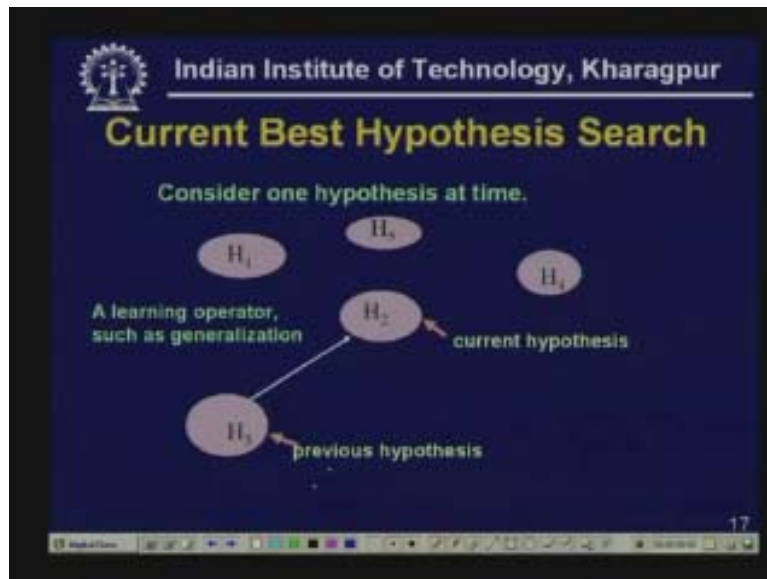 Indian Institute of Technology, Kharagpur
Current Best Hypothesis Search
Consider one hypothesis at time.
H5
H1
H4
A learning operator,
such as generalization
H2
current hypothesis
H3
previous hypothesis
17